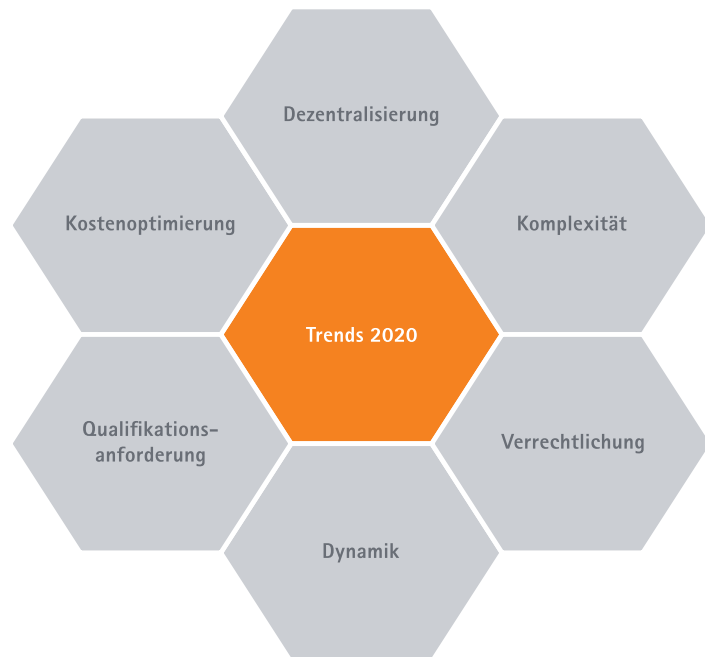 Dezentralisierung
Kostenoptimierung
Komplexität
Trends 2020
Qualifikations-
anforderung
Verrechtlichung
Dynamik